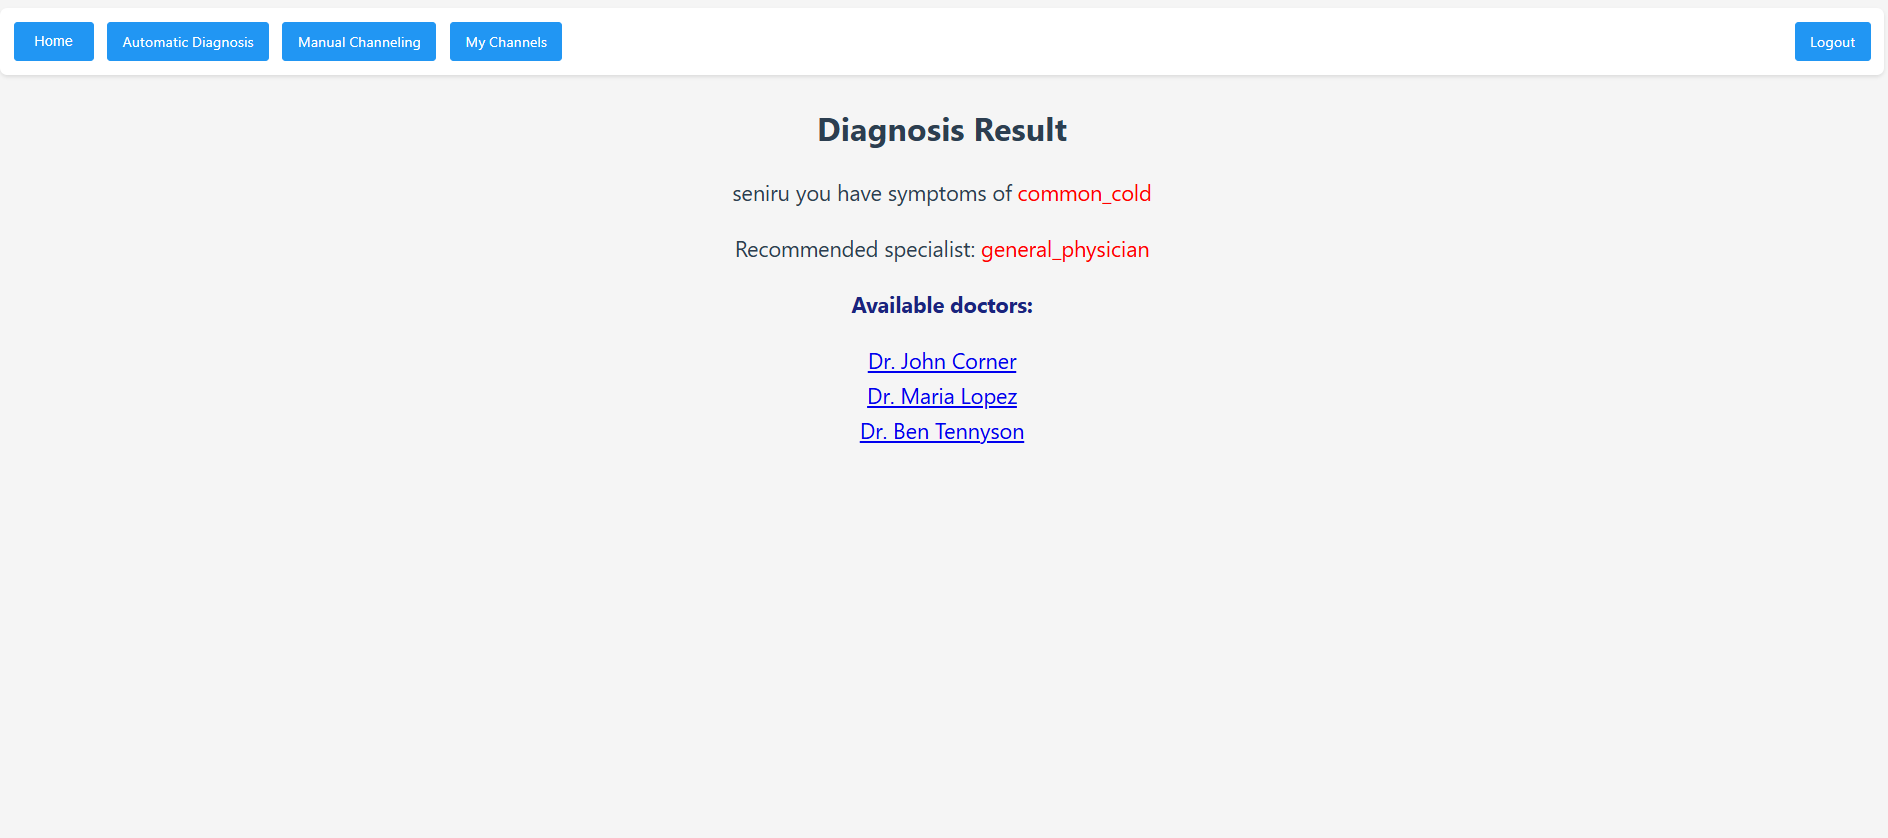 Home Automatic Diagnosis Manual Channeling My Channels Logout
Diagnosis Result
seniru you have symptoms of common_cold
Recommended specialist: general_physician
Available doctors:
Dr. John Corner
Dr. Maria Lopez
Dr. Ben Tennyson